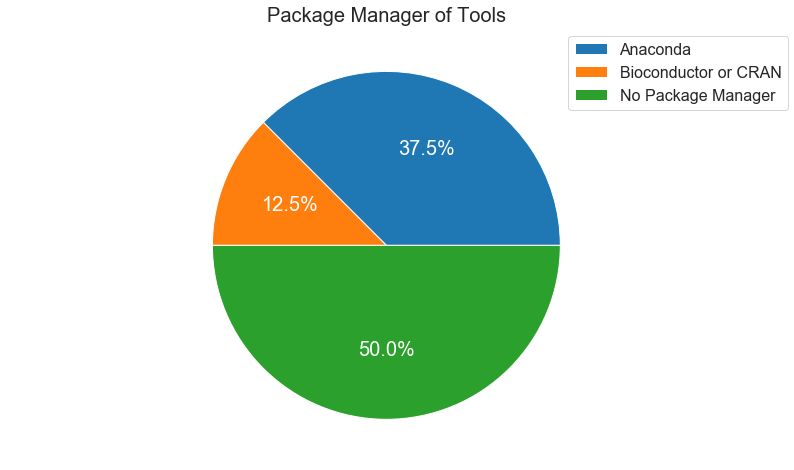 Package Manager of Tools
Anaconda
Bioconductor or CRAN
No Package Manager
37.5%
12.5%
50.0%